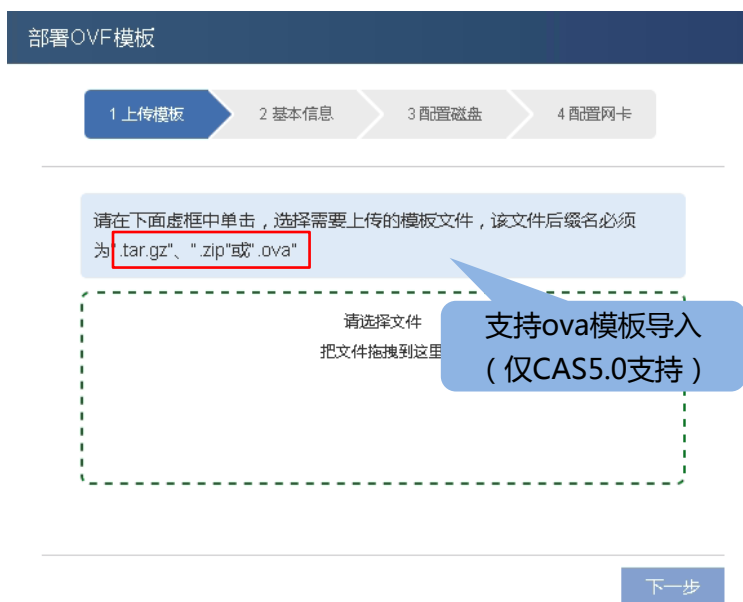 部署OVF模板
1 上传模板
2 基本信息
3 配置磁盘
4 配置网卡
请在下面虚框中单击，选择需要上传的模板文件，该文件后缀名必须
为".tar.gz"、".zip"或".ova"
请选择文件
把文件拖拽到这里
支持ova模板导入
（仅CAS5.0支持）
下一步